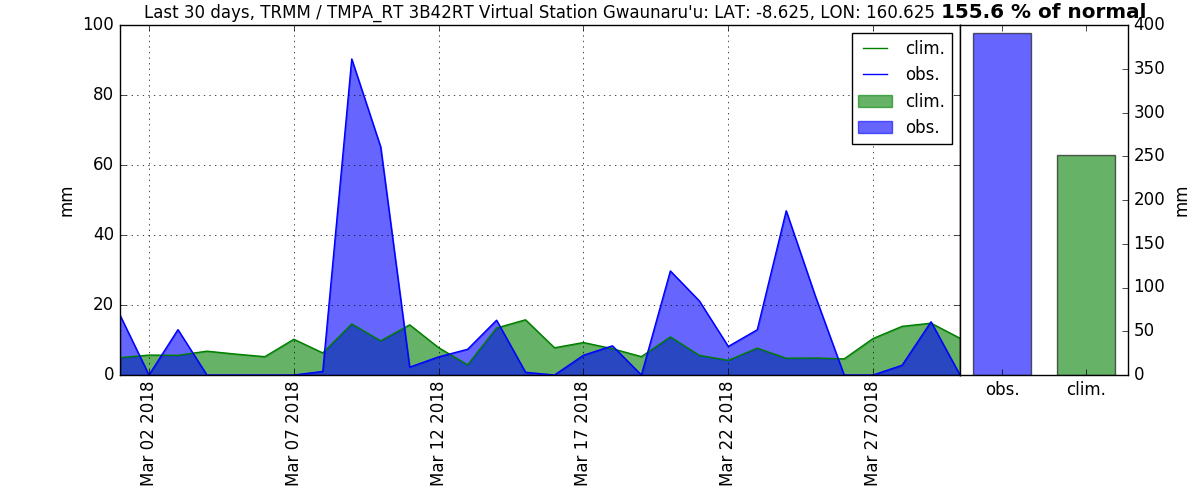 Last 30 days, TRMM / TMPA_RT 3B42RT Virtual Station Gwaunaru'u: LAT: -8.625, LON: 160.625 155.6 % of normal
100
80
60
40
20
0
mm
clim.
obs.
clim.
obs.
Mar 02 2018
Mar 07 2018
Mar 12 2018
Mar 17 2018
Mar 22 2018
Mar 27 2018
400
350
300
250
200
150
100
50
0
mm
obs.
clim.